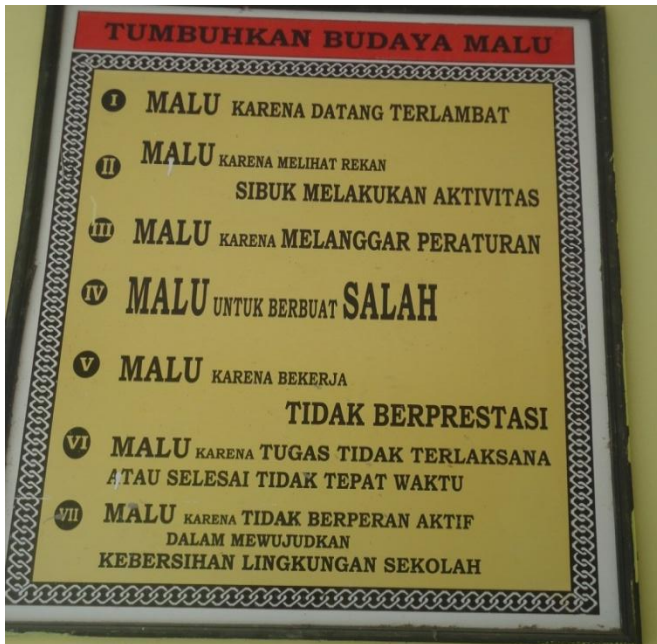 TUMBUHKAN BUDAYA MALU
I MALU KARENA DATANG TERLAMBAT
II MALU KARENA MELIHAT REKAN
SIBUK MELAKUKAN AKTIVITAS
III MALU KARENA MELANGGAR PERATURAN
IV MALU UNTUK BERBUAT SALAH
V MALU KARENA BEKERJA
TIDAK BERPRESTASI
VI MALU KARENA TUGAS TIDAK TERLAKSANA
ATAU SELESAI TIDAK TEPAT WAKTU
VII MALU KARENA TIDAK BERPERAN AKTIF
DALAM MEWUJUDKAN
KEBERSIHAN LINGKUNGAN SEKOLAH